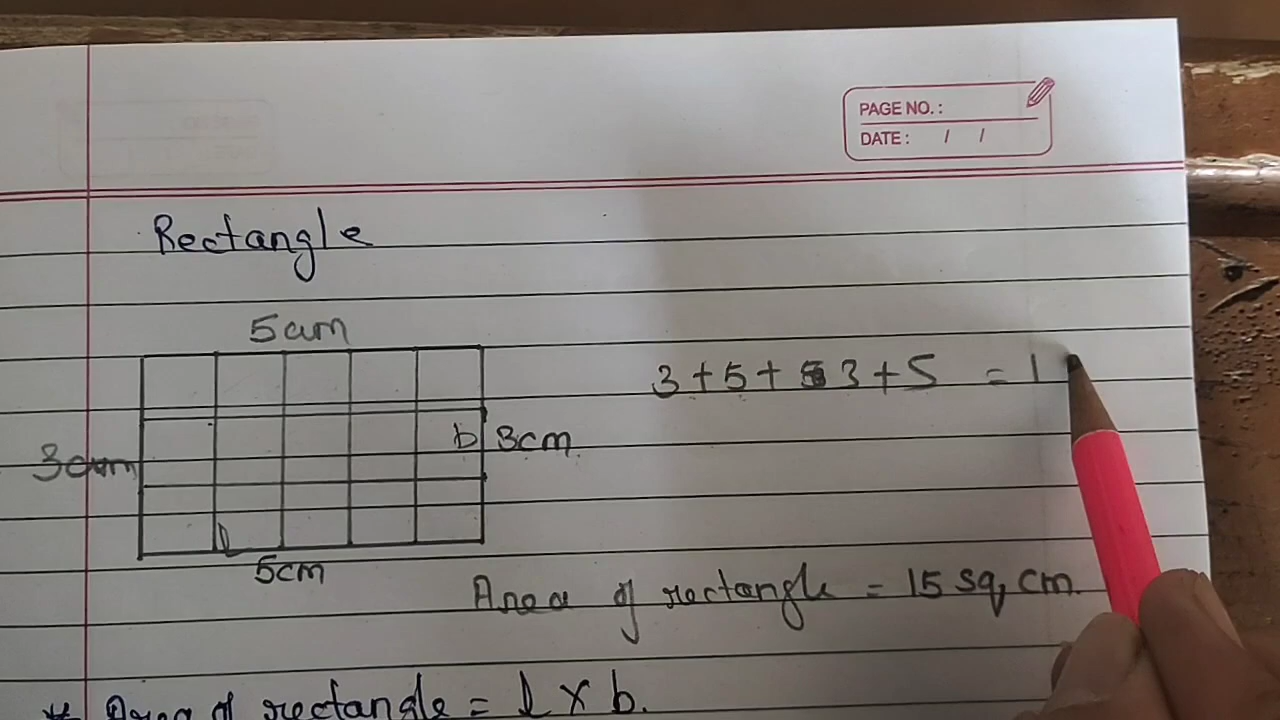 PAGE NO.:
DATE: / /
Rectangle
5cm
3+5+3+5 = 1
b 3cm
3cm
l
5cm
Area of rectangle = 15 sq, cm.
* Area of rectangle = l × b.